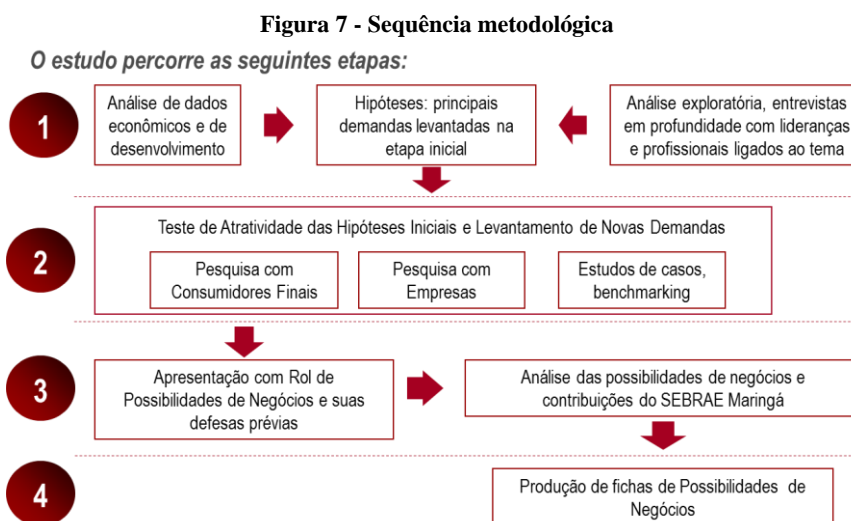 Figura 7 - Sequência metodológica
O estudo percorre as seguintes etapas:
1
Análise de dados
econômicos e de
desenvolvimento
Hipóteses: principais
demandas levantadas na
etapa inicial
Análise exploratória, entrevistas
em profundidade com lideranças
e profissionais ligados ao tema
2
Teste de Atratividade das Hipóteses Iniciais e Levantamento de Novas Demandas
Pesquisa com
Consumidores Finais
Pesquisa com
Empresas
Estudos de casos,
benchmarking
3
Apresentação com Rol de
Possibilidades de Negócios e suas
defesas prévias
Análise das possibilidades de negócios e
contribuições do SEBRAE Maringá
4
Produção de fichas de Possibilidades de
Negócios